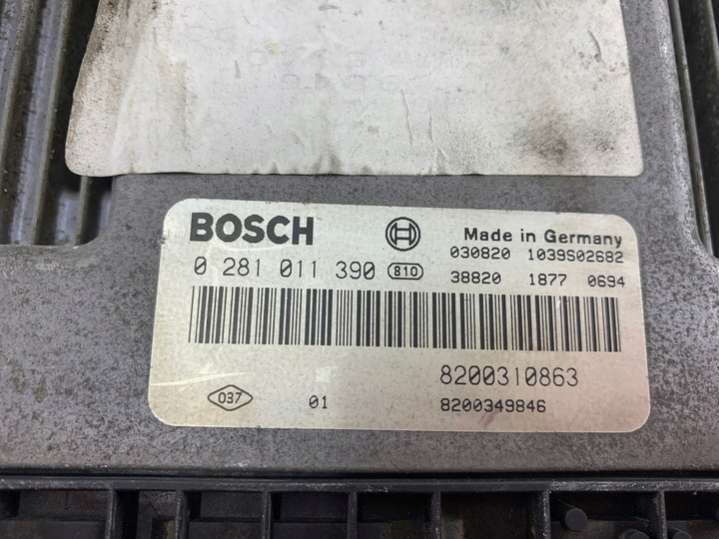 BOSCH
Made in Germany
030820 1039S02682
0 281 011 390 810
38820 1877 0694
8200310863
037 01 8200349846